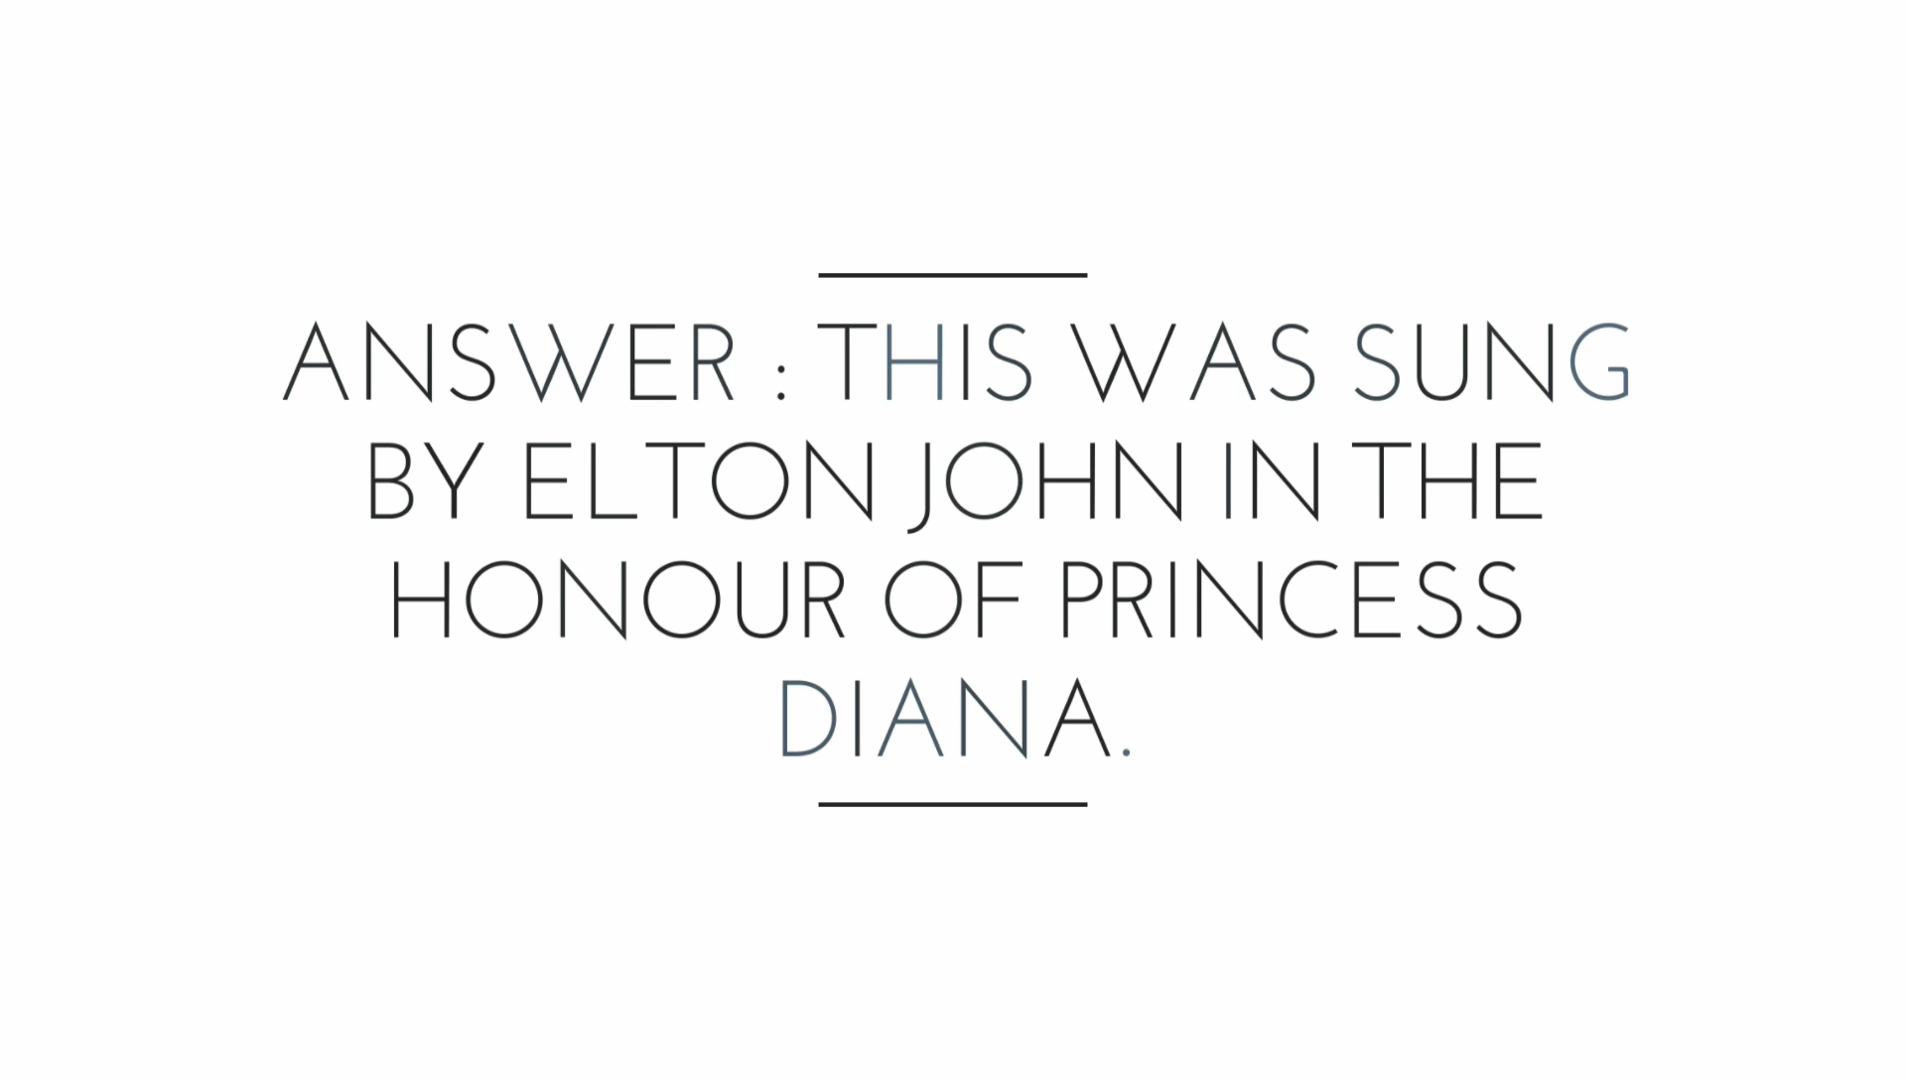 ANSWER : THIS WAS SUNG
BY ELTON JOHN IN THE
HONOUR OF PRINCESS
DIANA.